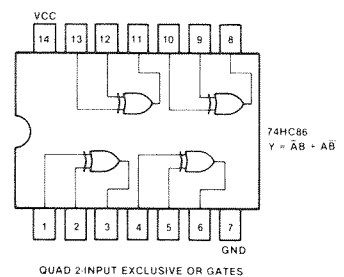 VCC
14 13 12 11 10 9 8
74HC86
Y = A̅B + AB̅
1 2 3 4 5 6 7
GND
QUAD 2-INPUT EXCLUSIVE OR GATES